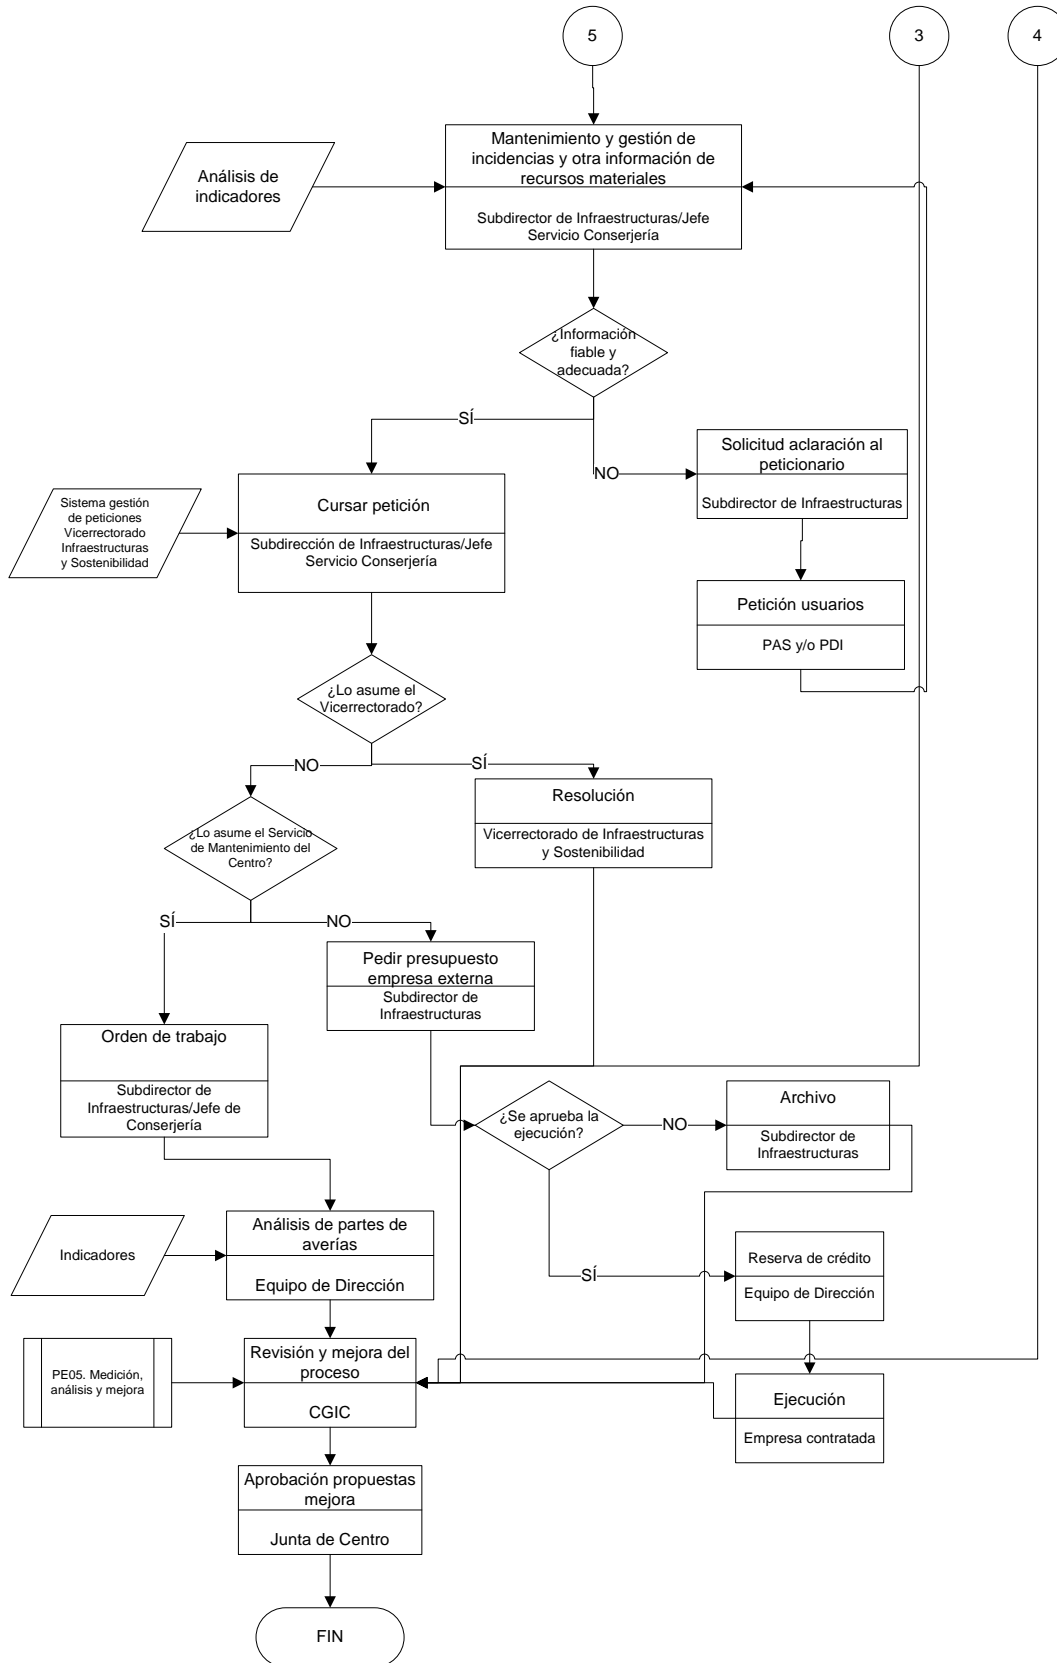 5
3
4
Mantenimiento y gestión de
incidencias y otra información de
recursos materiales
Subdirector de Infraestructuras/Jefe
Servicio Conserjería
Análisis de
indicadores
¿Información
fiable y
adecuada?
SÍ
NO
Solicitud aclaración al
peticionario
Subdirector de Infraestructuras
Sistema gestión
de peticiones
Vicerrectorado
Infraestructuras
y Sostenibilidad
Cursar petición
Subdirección de Infraestructuras/Jefe
Servicio Conserjería
Petición usuarios
PAS y/o PDI
¿Lo asume el
Vicerrectorado?
NO
SÍ
Resolución
Vicerrectorado de Infraestructuras
y Sostenibilidad
¿Lo asume el Servicio
de Mantenimiento del
Centro?
SÍ
NO
Pedir presupuesto
empresa externa
Subdirector de
Infraestructuras
Orden de trabajo
Subdirector de
Infraestructuras/Jefe de
Conserjería
¿Se aprueba la
ejecución?
NO
Archivo
Subdirector de
Infraestructuras
Análisis de partes de
averías
Equipo de Dirección
Indicadores
SÍ
Reserva de crédito
Equipo de Dirección
PE05. Medición,
análisis y mejora
Revisión y mejora del
proceso
CGIC
Ejecución
Empresa contratada
Aprobación propuestas
mejora
Junta de Centro
FIN